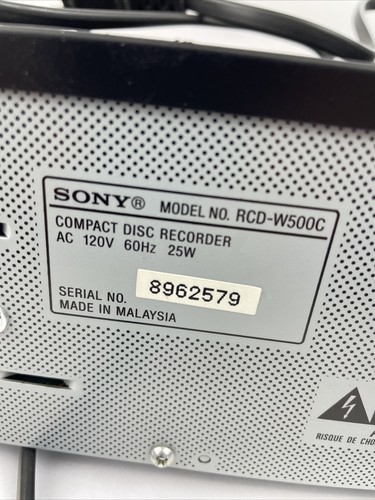 SONY® MODEL NO. RCD-W500C
COMPACT DISC RECORDER
AC 120V 60Hz 25W
SERIAL NO. 8962579
MADE IN MALAYSIA
RISQUE DE